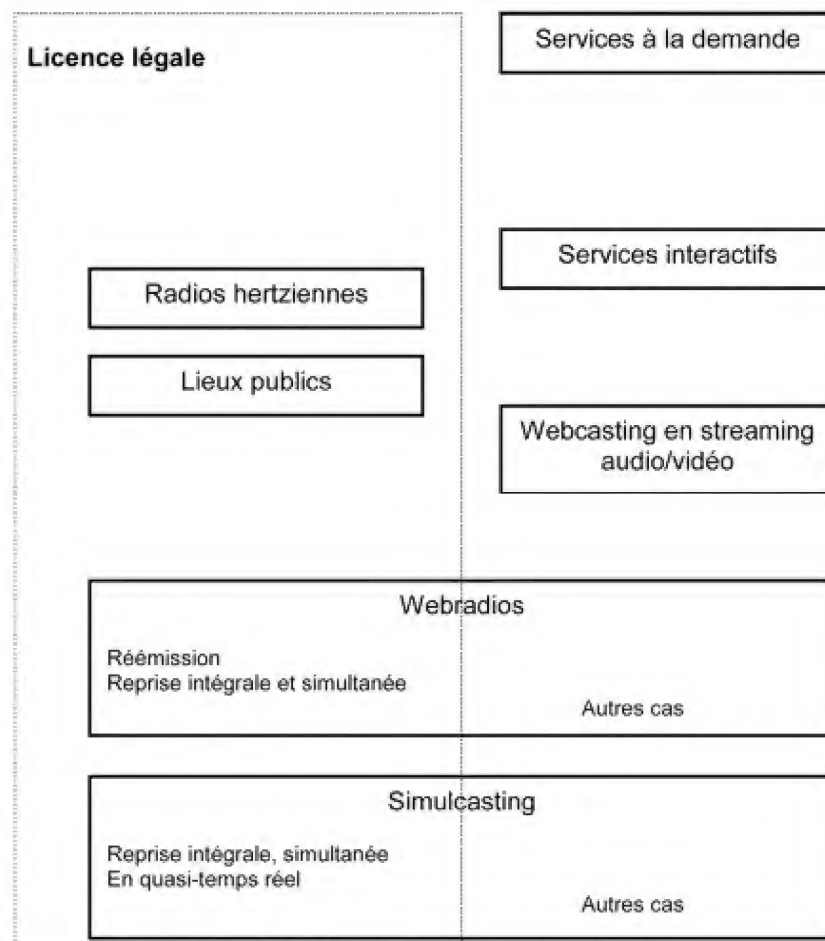 Licence légale
Services à la demande
Services interactifs
Radios hertziennes
Lieux publics
Webcasting en streaming
audio/vidéo
Webradios
Réémission
Reprise intégrale et simultanée
Autres cas
Simulcasting
Reprise intégrale, simultanée
En quasi-temps réel
Autres cas